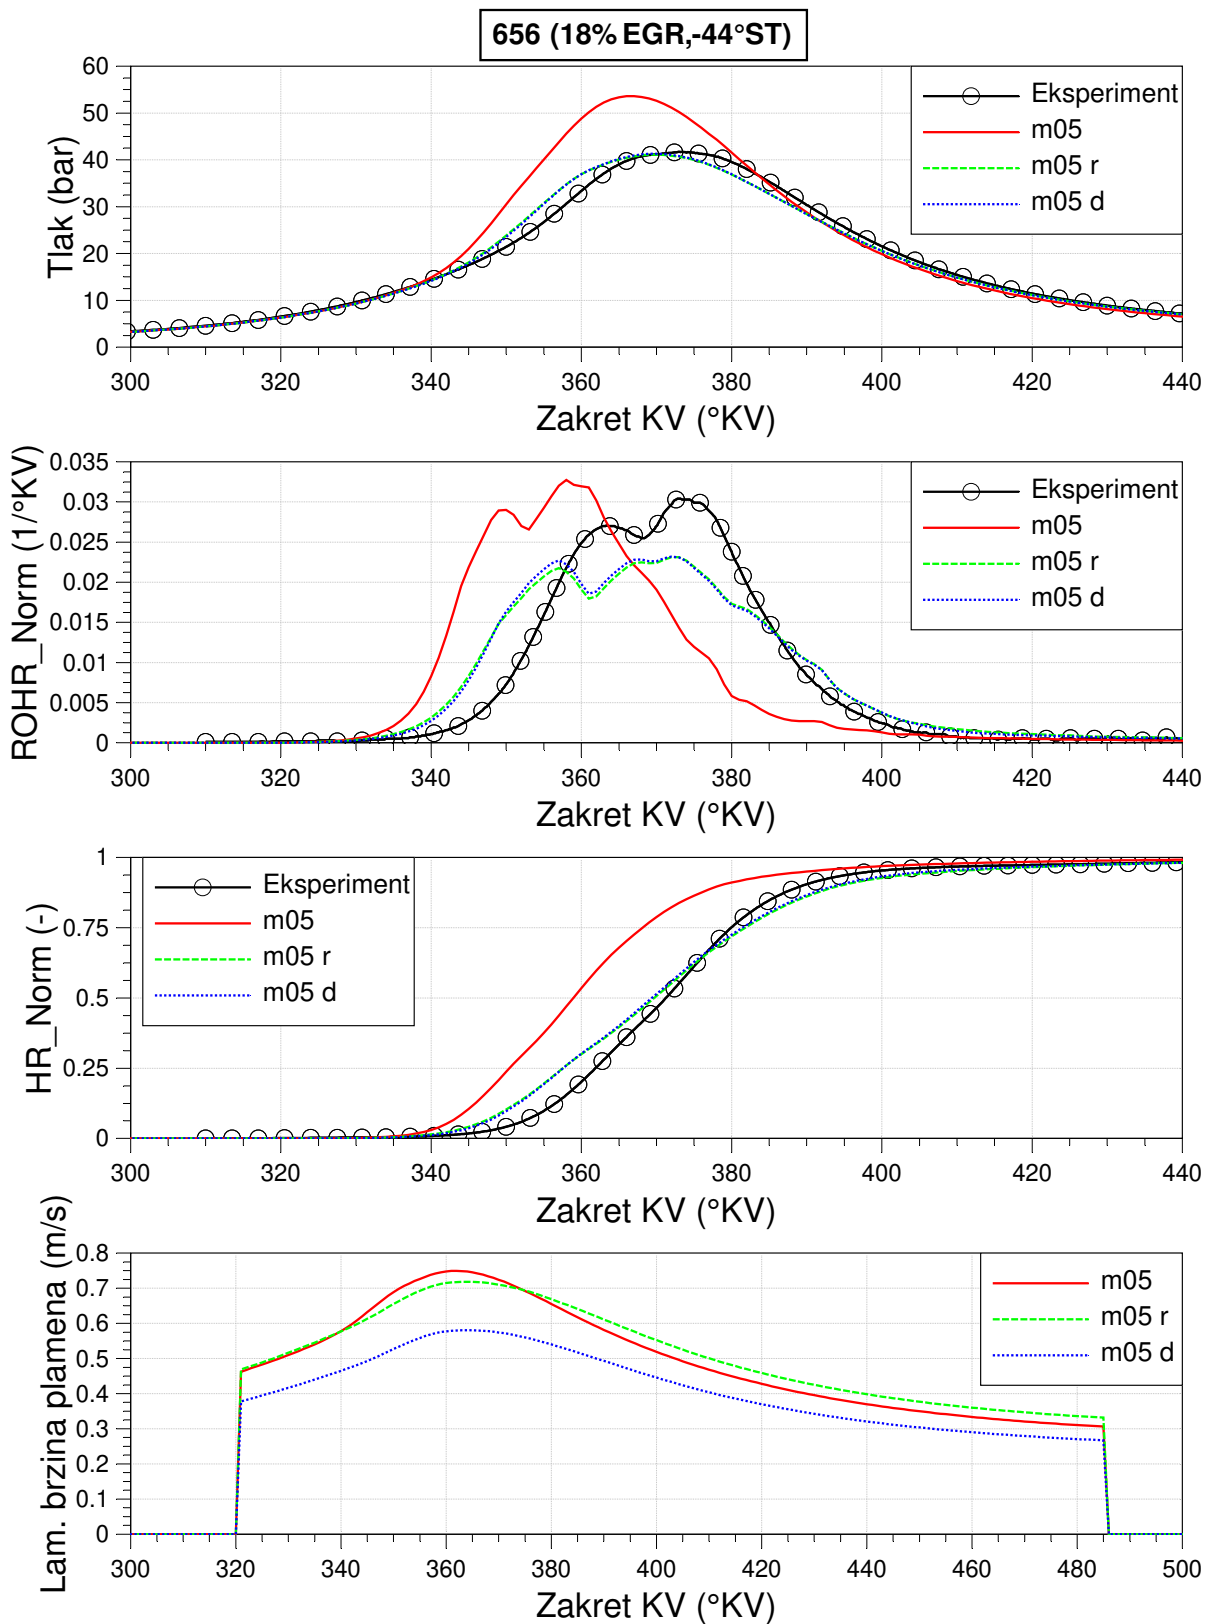 656 (18% EGR,-44°ST)
Tlak (bar)
60
50
40
30
20
10
0
Eksperiment
m05
m05 r
m05 d
300 320 340 360 380 400 420 440
Zakret KV (°KV)
ROHR_Norm (1/°KV)
0.035
0.03
0.025
0.02
0.015
0.01
0.005
0
Eksperiment
m05
m05 r
m05 d
300 320 340 360 380 400 420 440
Zakret KV (°KV)
HR_Norm (-)
1
0.75
0.5
0.25
0
Eksperiment
m05
m05 r
m05 d
300 320 340 360 380 400 420 440
Zakret KV (°KV)
Lam. brzina plamena (m/s)
0.8
0.7
0.6
0.5
0.4
0.3
0.2
0.1
0
m05
m05 r
m05 d
300 320 340 360 380 400 420 440 460 480 500
Zakret KV (°KV)